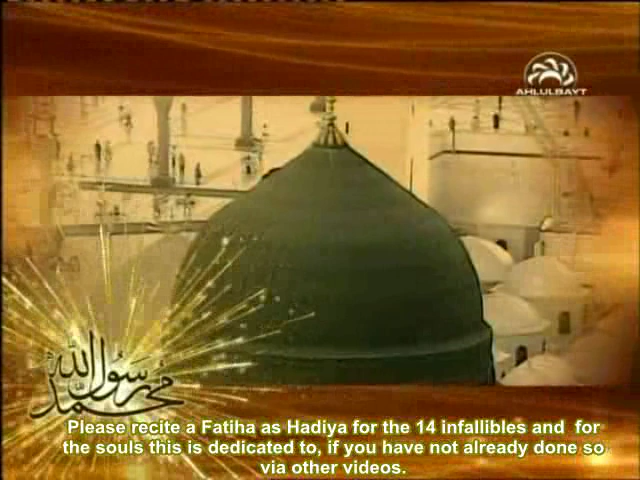 AHLULBAYT
محمد رسول الله
Please recite a Fatiha as Hadiya for the 14 infallibles and  for
the souls this is dedicated to, if you have not already done so
via other videos.